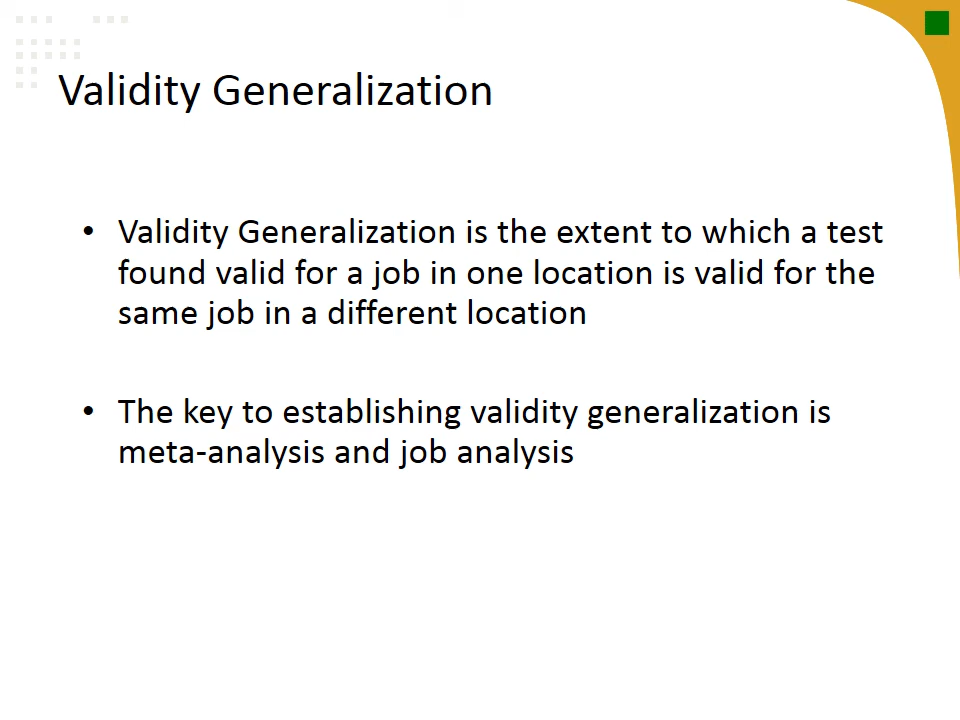 Validity Generalization
• Validity Generalization is the extent to which a test
found valid for a job in one location is valid for the
same job in a different location
• The key to establishing validity generalization is
meta-analysis and job analysis